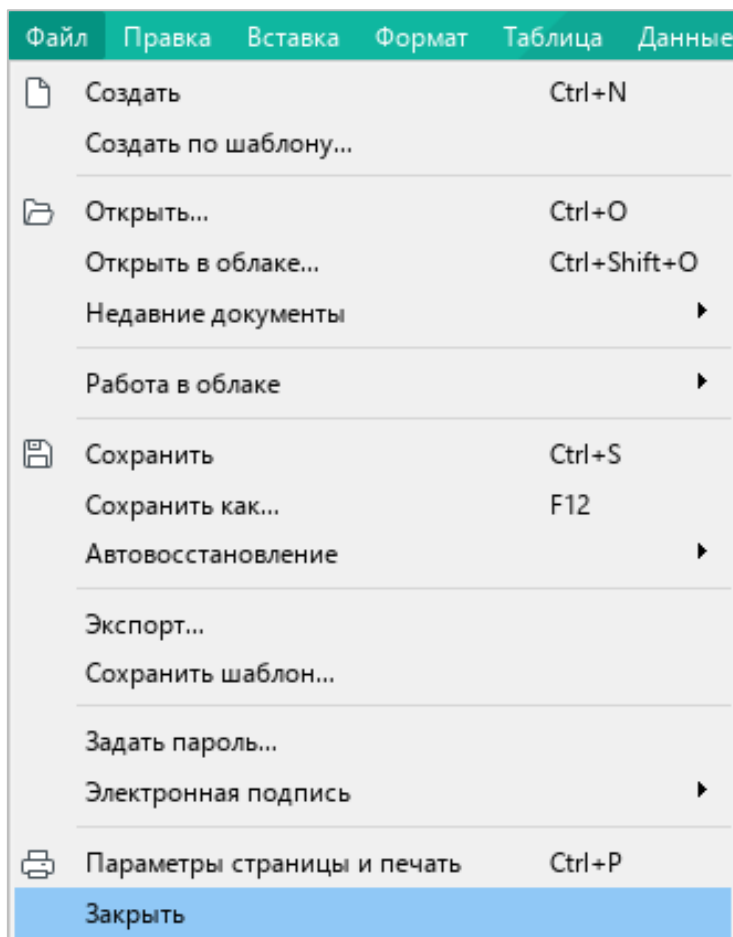 Файл Правка Вставка Формат Таблица Данные
Создать Ctrl+N
Создать по шаблону...
Открыть... Ctrl+O
Открыть в облаке... Ctrl+Shift+O
Недавние документы
Работа в облаке
Сохранить Ctrl+S
Сохранить как... F12
Автовосстановление
Экспорт...
Сохранить шаблон...
Задать пароль...
Электронная подпись
Параметры страницы и печать Ctrl+P
Закрыть